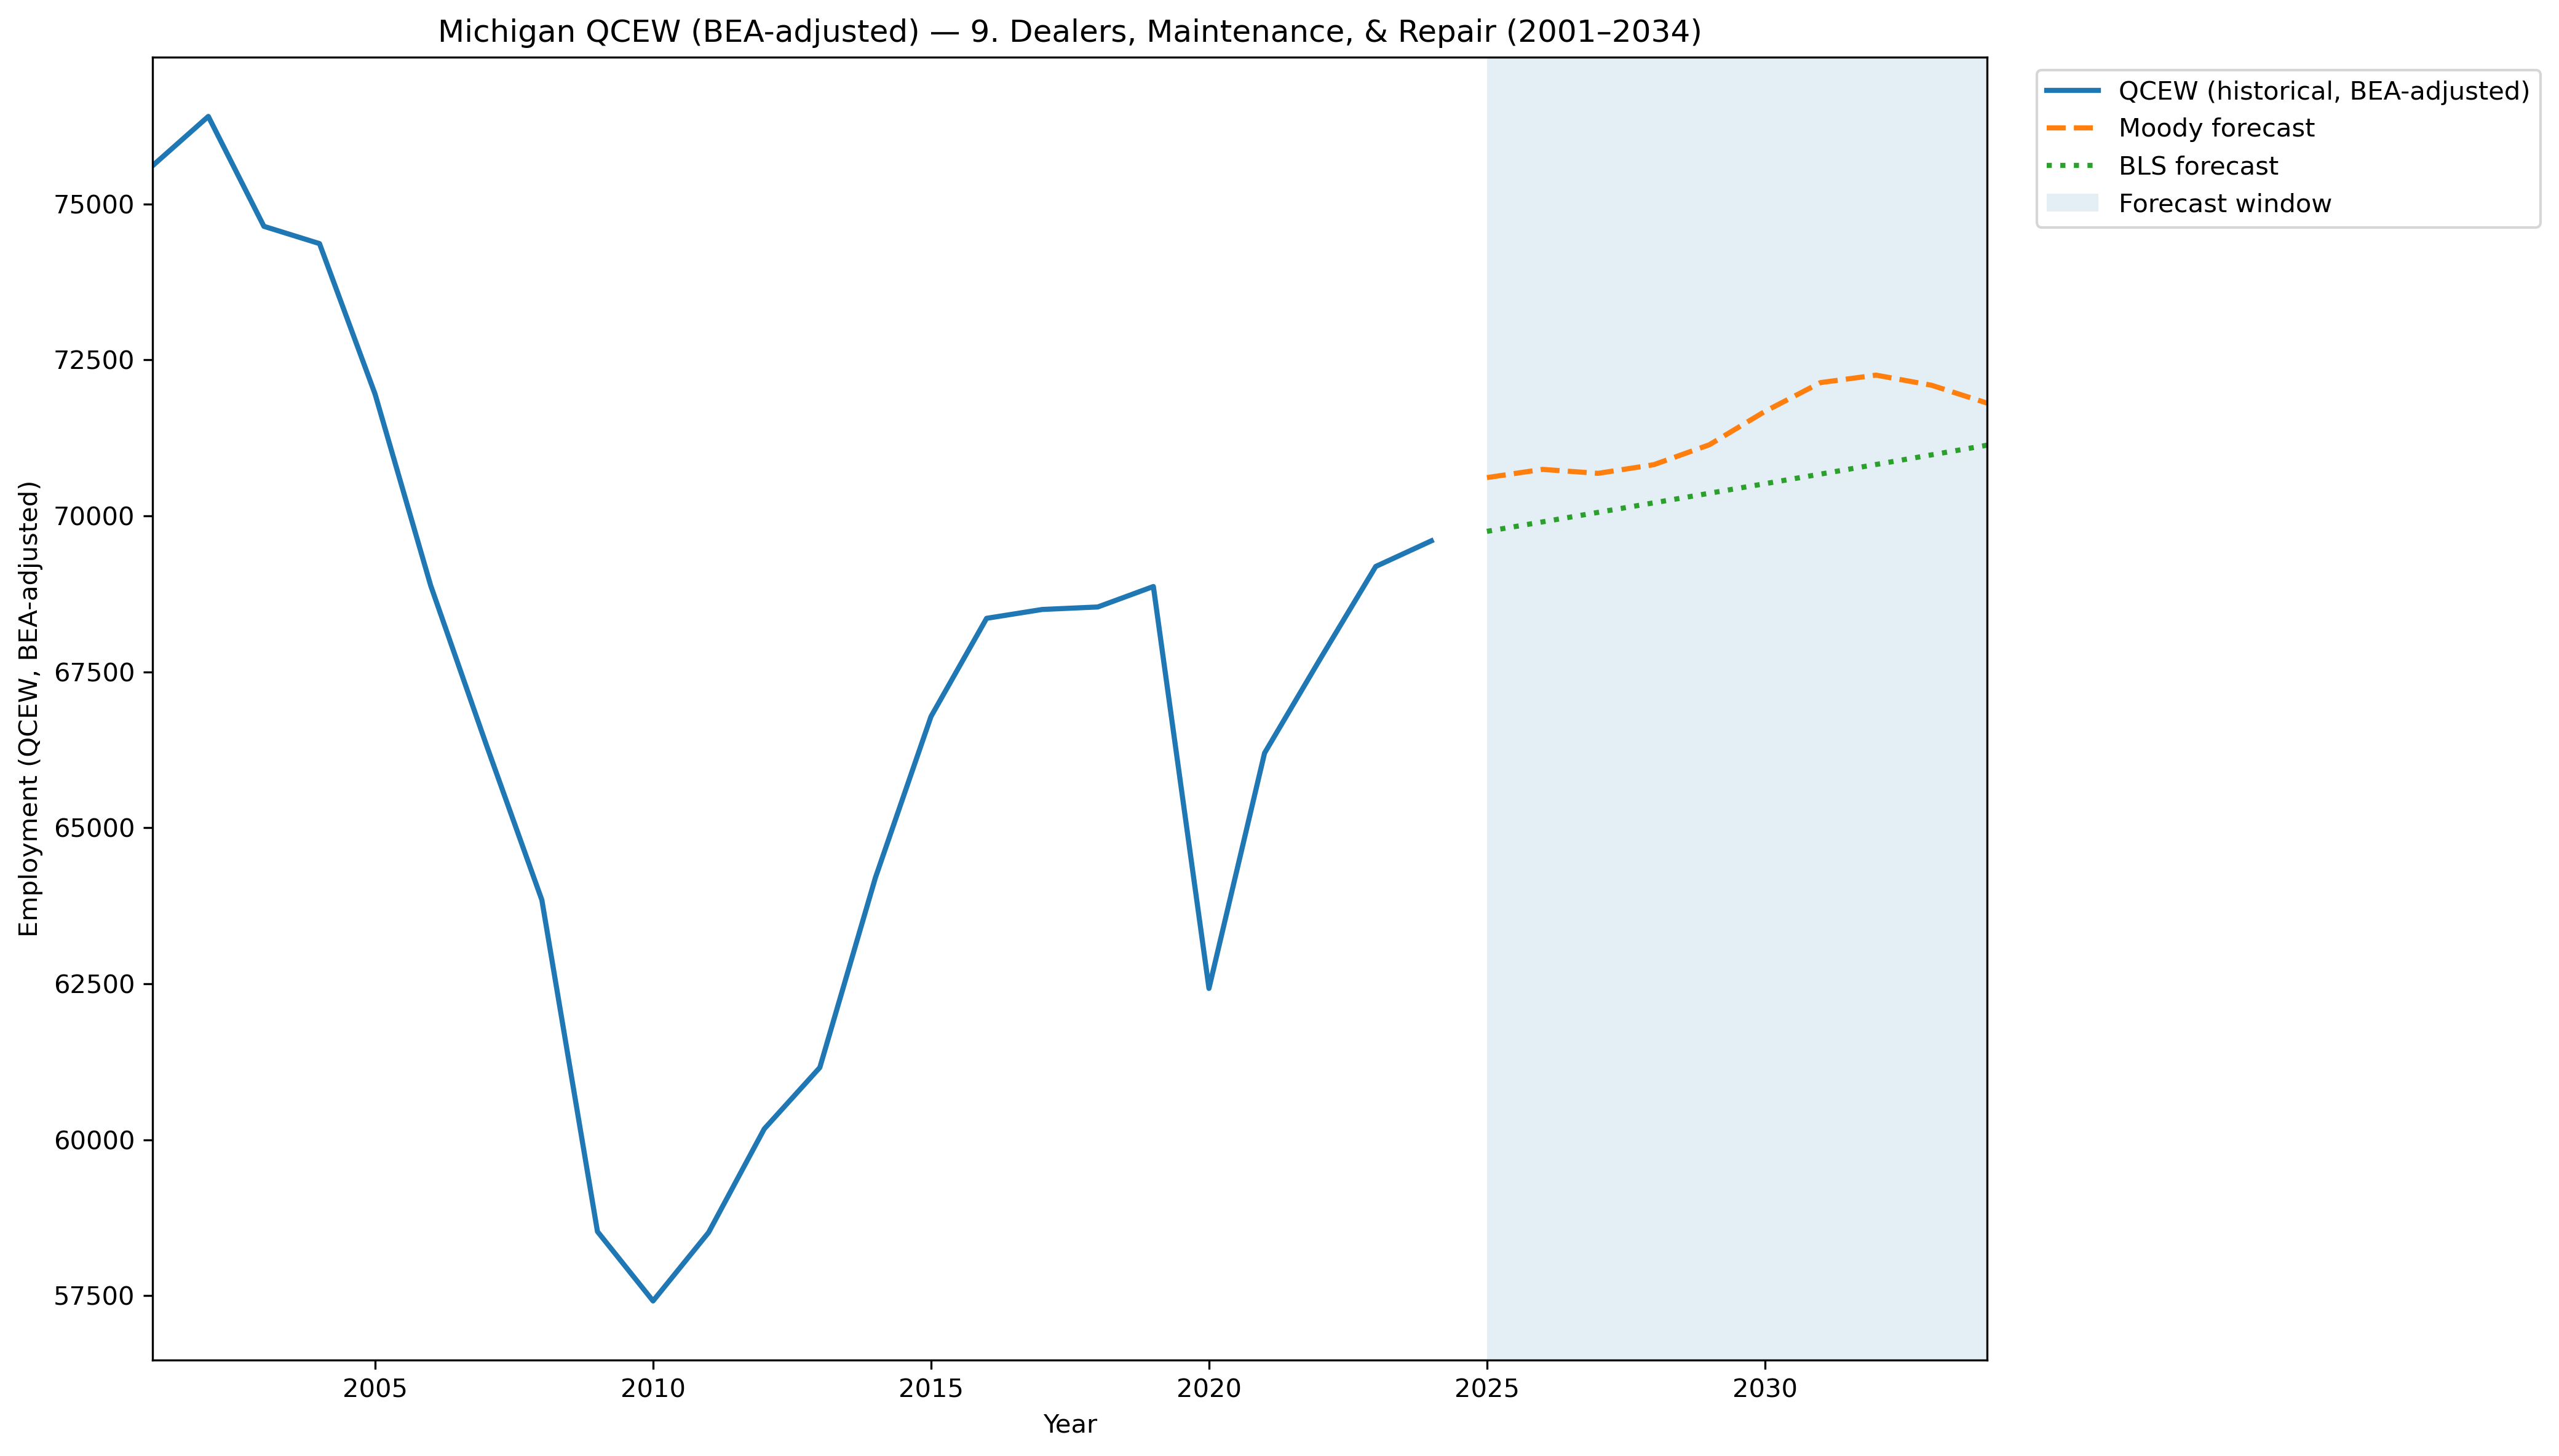 Michigan QCEW (BEA-adjusted) — 9. Dealers, Maintenance, & Repair (2001–2034)
QCEW (historical, BEA-adjusted)
Moody forecast
BLS forecast
Forecast window
Employment (QCEW, BEA-adjusted)
75000
72500
70000
67500
65000
62500
60000
57500
2005 2010 2015 2020 2025 2030
Year